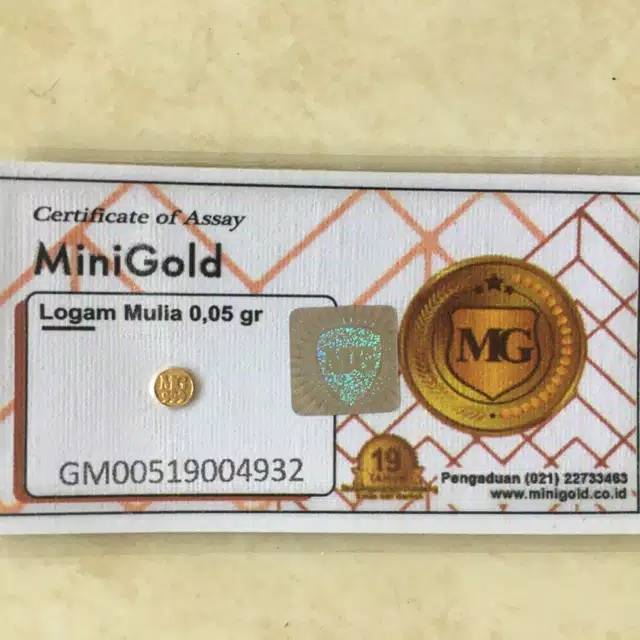 Certificate of Assay
MiniGold
Logam Mulia 0,05 gr
MG
MG
MG
GM00519004932
19
Pengaduan (021) 22733463
www.minigold.co.id